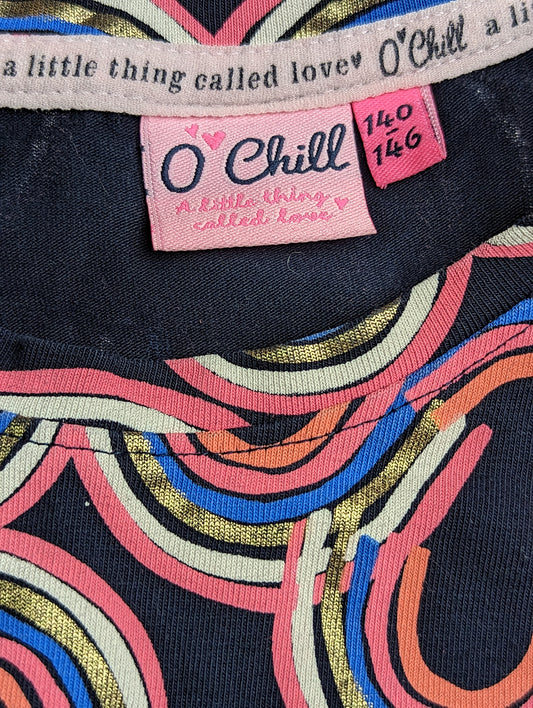 a little thing called love♥ O'Chill a li
O'Chill
A little thing
called love
140
146